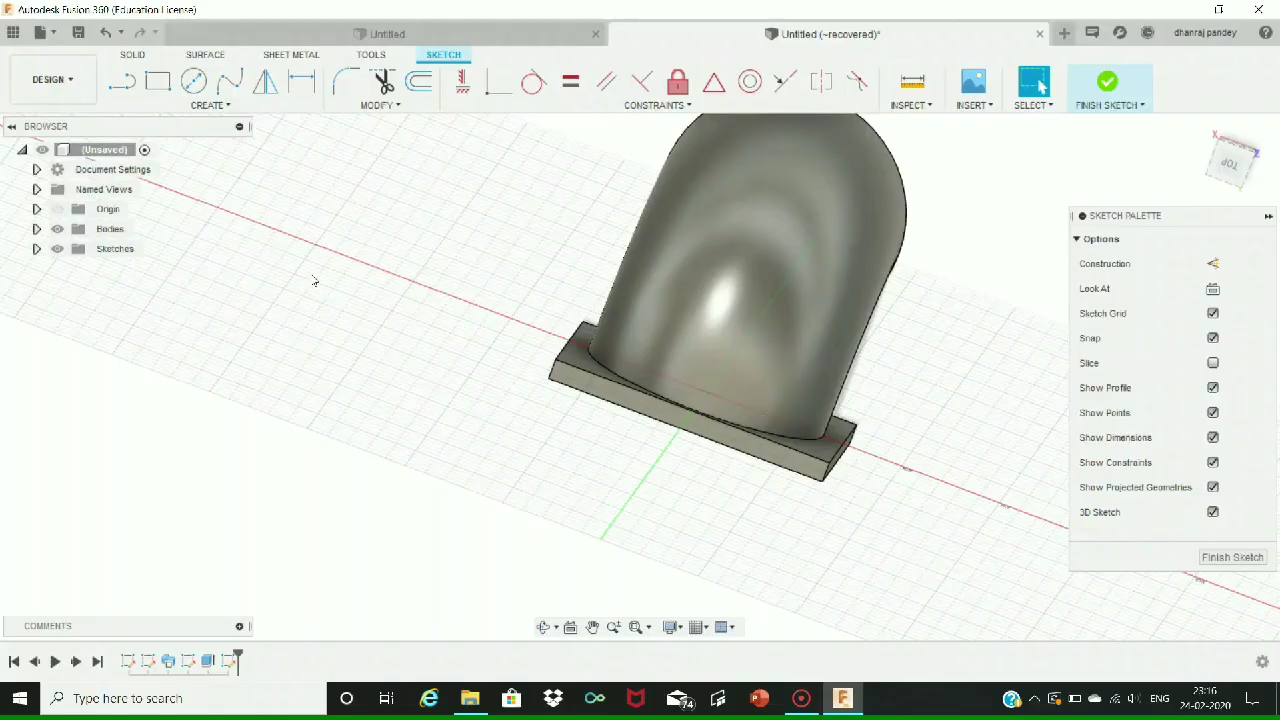 Autodesk Fusion 360 (Education License)
Untitled
Untitled (~recovered)*
dhanraj pandey
DESIGN
SOLID
SURFACE
SHEET METAL
TOOLS
SKETCH
CREATE
MODIFY
CONSTRAINTS
INSPECT
INSERT
SELECT
FINISH SKETCH
BROWSER
(Unsaved)
Document Settings
Named Views
Origin
Bodies
Sketches
TOP
X
Z
SKETCH PALETTE
Options
Construction
Look At
Sketch Grid
Snap
Slice
Show Profile
Show Points
Show Dimensions
Show Constraints
Show Projected Geometries
3D Sketch
Finish Sketch
COMMENTS
Type here to search
74
ENG
23:16
24-02-2020